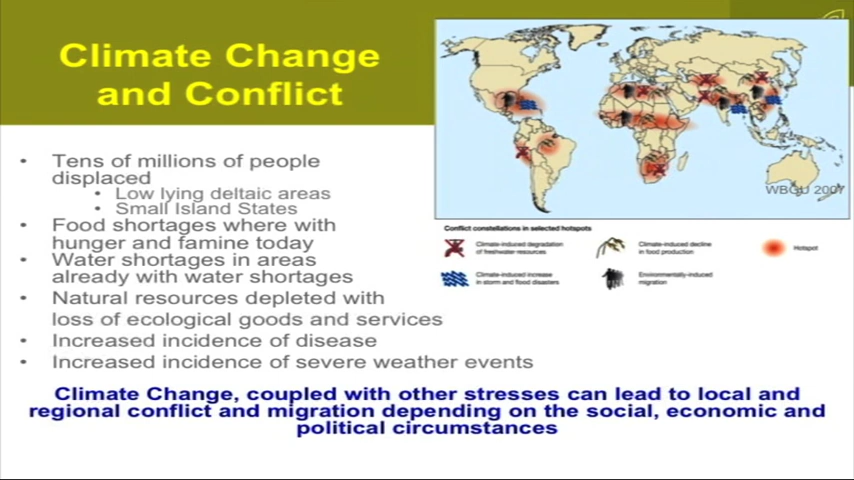 Climate Change
and Conflict
• Tens of millions of people
displaced
• Low lying deltaic areas
• Small Island States
• Food shortages where with
hunger and famine today
• Water shortages in areas
already with water shortages
• Natural resources depleted with
loss of ecological goods and services
• Increased incidence of disease
• Increased incidence of severe weather events
WBGU 2007
Conflict constellations in selected hotspots
Climate-induced degradation
of freshwater resources
Climate-induced decline
in food production
Hotspot
Climate-induced increase
in storm and flood disasters
Environmentally-induced
migration
Climate Change, coupled with other stresses can lead to local and
regional conflict and migration depending on the social, economic and
political circumstances